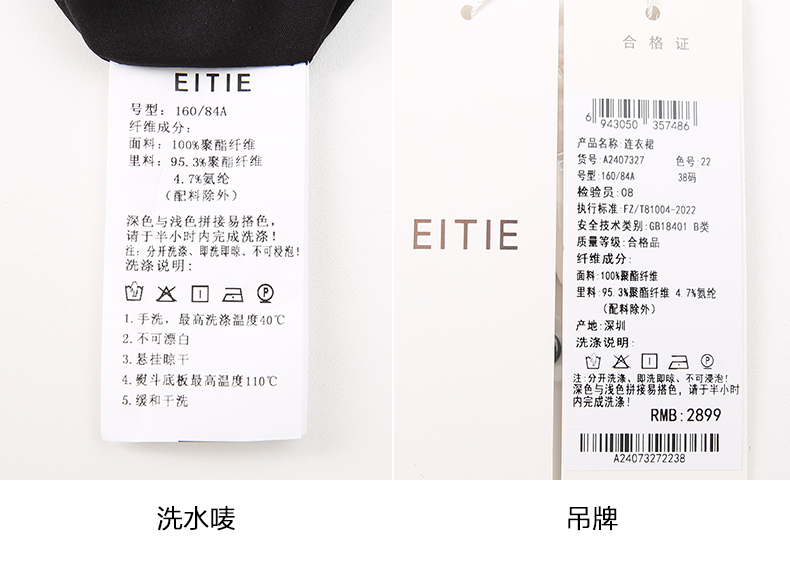 EITIE
号型：160/84A
纤维成分：
面料：100%聚酯纤维
里料：95.3%聚酯纤维
4.7%氨纶
（配料除外）
深色与浅色拼接易搭色，
请于半小时内完成洗涤！
注：分开洗涤、即洗即晾、不可浸泡！
洗涤说明：
1.手洗，最高洗涤温度40℃
2.不可漂白
3.悬挂晾干
4.熨斗底板最高温度110℃
5.缓和干洗
洗水唛
EITIE
合格证
6 943050 357486
产品名称:连衣裙
货号:A2407327 色号:22
号型:160/84A 38码
检验员:08
执行标准:FZ/T81004-2022
安全技术类别:GB18401 B类
质量等级:合格品
纤维成分:
面料:100%聚酯纤维
里料:95.3%聚酯纤维 4.7%氨纶
（配料除外）
产地:深圳
洗涤说明:
注:分开洗涤、即洗即晾、不可浸泡!
深色与浅色拼接易搭色，请于半小时
内完成洗涤!
RMB:2899
A24073272238
吊牌